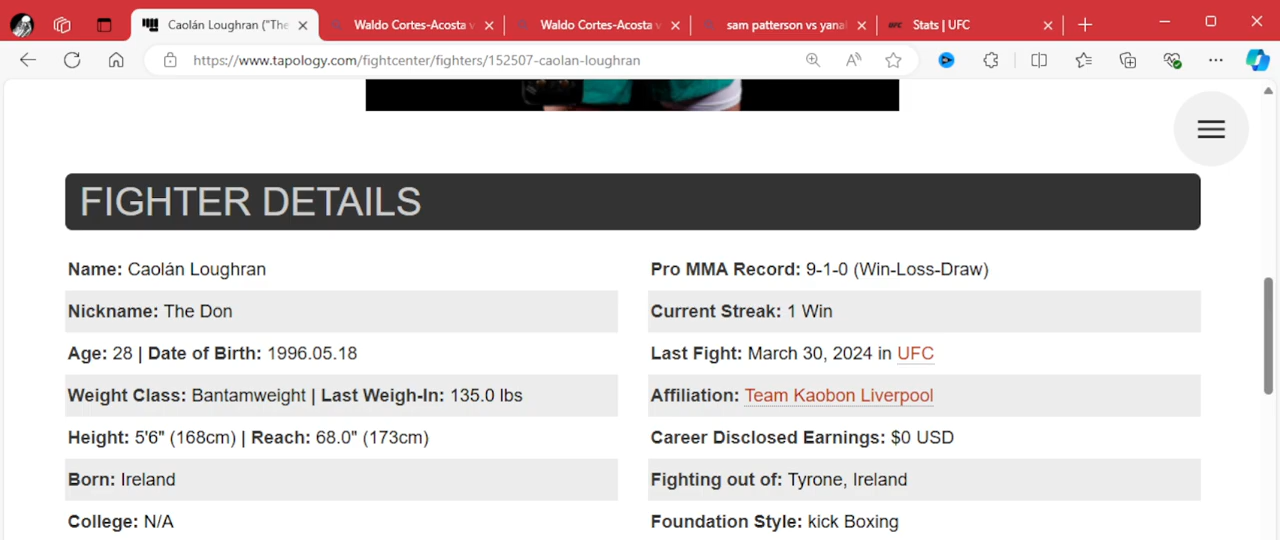 Caolán Loughran ("The
Waldo Cortes-Acosta v
Waldo Cortes-Acosta v
sam patterson vs yanal
Stats | UFC
https://www.tapology.com/fightcenter/fighters/152507-caolan-loughran
FIGHTER DETAILS
Name: Caolán Loughran
Pro MMA Record: 9-1-0 (Win-Loss-Draw)
Nickname: The Don
Current Streak: 1 Win
Age: 28 | Date of Birth: 1996.05.18
Last Fight: March 30, 2024 in UFC
Weight Class: Bantamweight | Last Weigh-In: 135.0 lbs
Affiliation: Team Kaobon Liverpool
Height: 5'6" (168cm) | Reach: 68.0" (173cm)
Career Disclosed Earnings: $0 USD
Born: Ireland
Fighting out of: Tyrone, Ireland
College: N/A
Foundation Style: kick Boxing